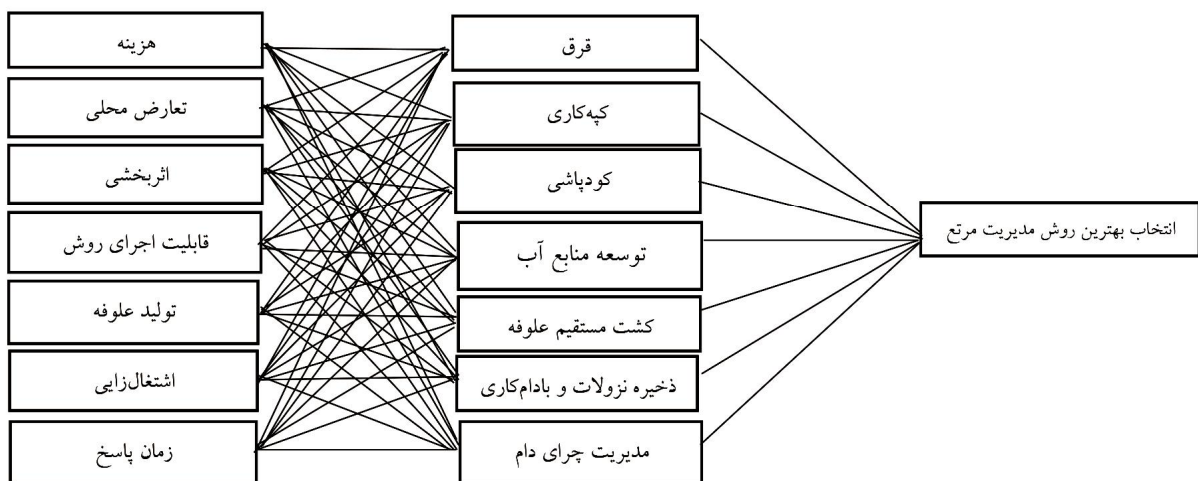 انتخاب بهترین روش مدیریت مرتع
قرق
کپه‌کاری
کودپاشی
توسعه منابع آب
کشت مستقیم علوفه
ذخیره نزولات و بادام‌کاری
مدیریت چرای دام
هزینه
تعارض محلی
اثربخشی
قابلیت اجرای روش
تولید علوفه
اشتغال‌زایی
زمان پاسخ